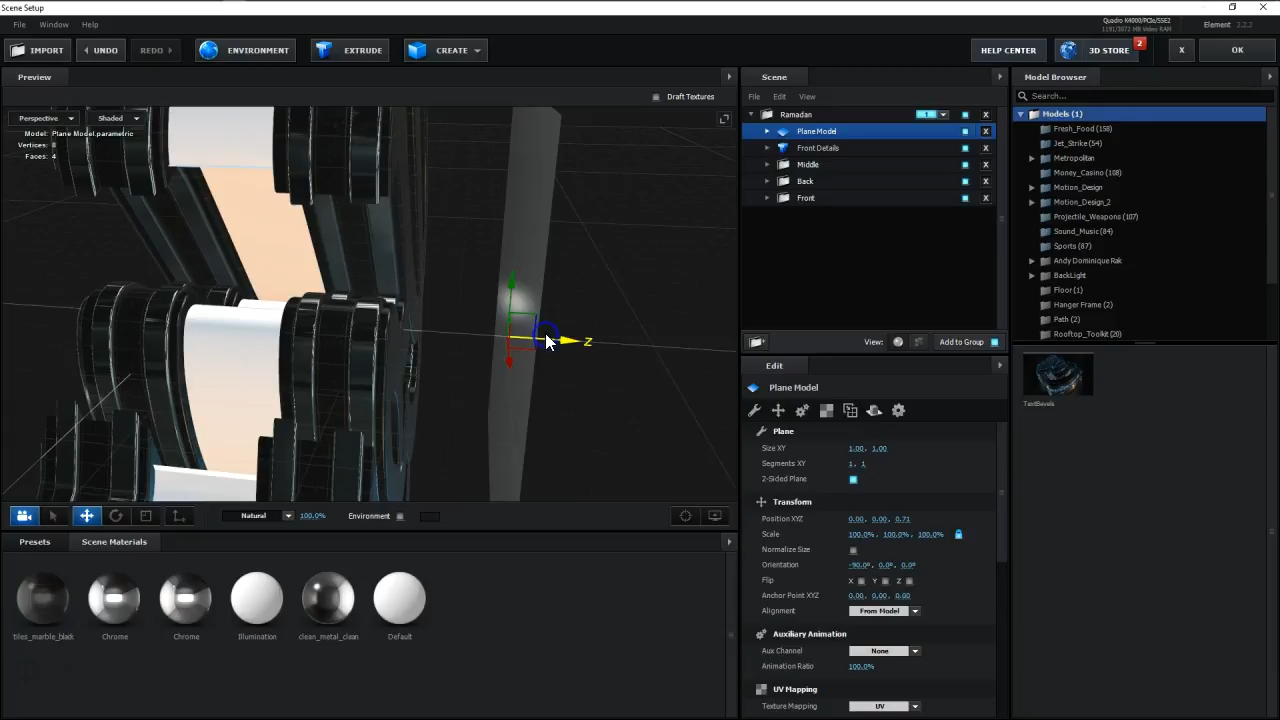 Scene Setup
File Window Help
Quadro K4000/PCIe/SSE2
1191/3072 MB Video RAM
Element 2.2.2
IMPORT UNDO REDO ENVIRONMENT EXTRUDE CREATE HELP CENTER 3D STORE 2 X OK
Preview
Draft Textures
Perspective Shaded
Model: Plane Model.parametric
Vertices: 8
Faces: 4
Z
Natural 100.0% Environment
Presets Scene Materials
tiles_marble_black Chrome Chrome Illumination clean_metal_clean Default
Scene
File Edit View
Ramadan 1 X
Plane Model X
Front Details X
Middle X
Back X
Front X
View: Add to Group
Edit
Plane Model
Plane
Size XY 1.00, 1.00
Segments XY 1, 1
2-Sided Plane
Transform
Position XYZ 0.00, 0.00, 0.71
Scale 100.0%, 100.0%, 100.0%
Normalize Size
Orientation -90.0°, 0.0°, 0.0°
Flip X Y Z
Anchor Point XYZ 0.00, 0.00, 0.00
Alignment From Model
Auxiliary Animation
Aux Channel None
Animation Ratio 100.0%
UV Mapping
Texture Mapping UV
Model Browser
Search...
Models (1)
Fresh_Food (158)
Jet_Strike (54)
Metropolitan
Money_Casino (108)
Motion_Design
Motion_Design_2
Projectile_Weapons (107)
Sound_Music (84)
Sports (87)
Andy Dominique Rak
BackLight
Floor (1)
Hanger Frame (2)
Path (2)
Rooftop_Toolkit (20)
TextBevels